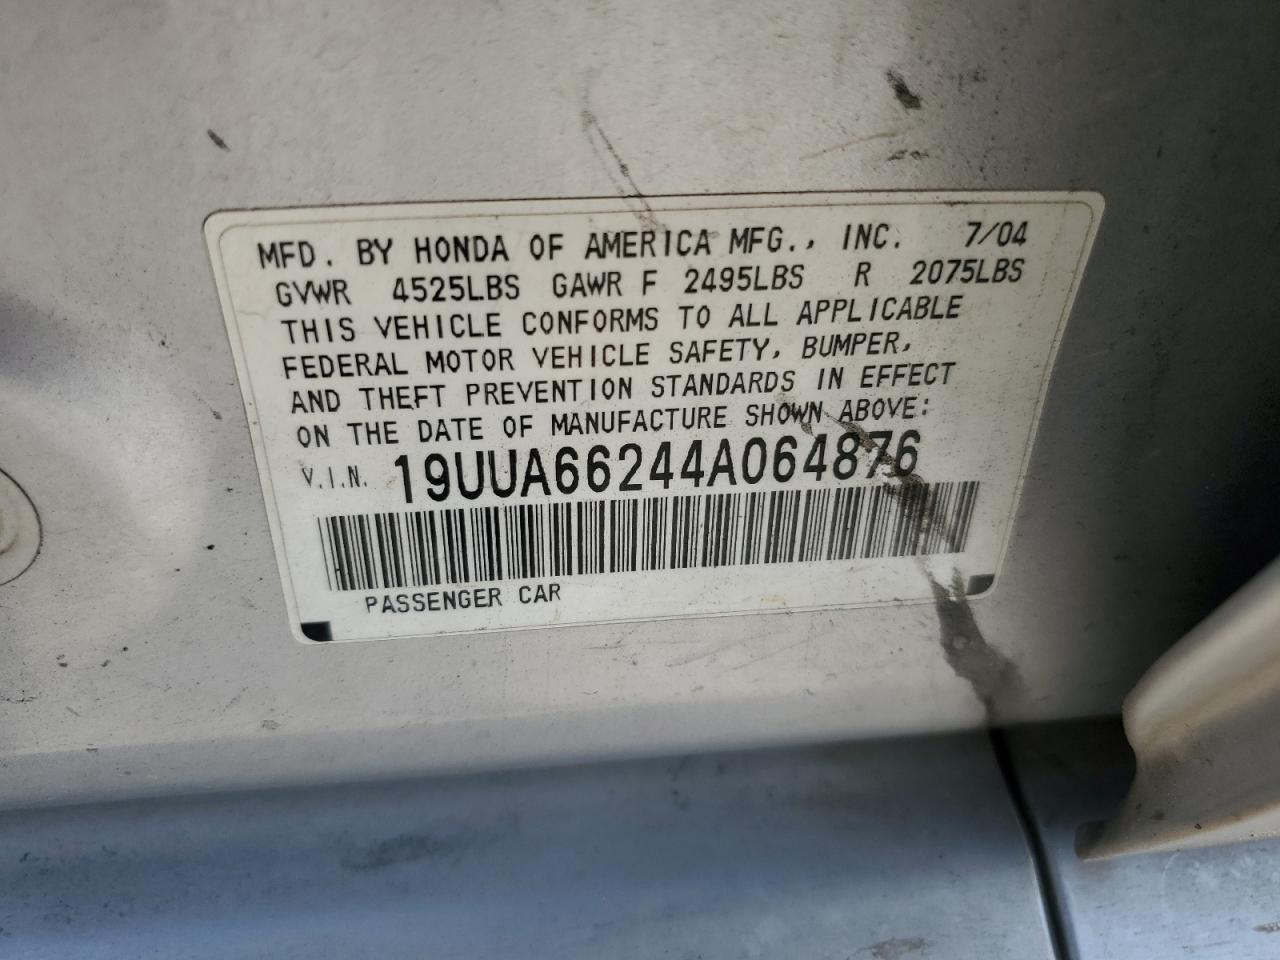 MFD. BY HONDA OF AMERICA MFG., INC. 7/04
GVWR 4525LBS GAWR F 2495LBS R 2075LBS
THIS VEHICLE CONFORMS TO ALL APPLICABLE
FEDERAL MOTOR VEHICLE SAFETY, BUMPER,
AND THEFT PREVENTION STANDARDS IN EFFECT
ON THE DATE OF MANUFACTURE SHOWN ABOVE:
V.I.N. 19UUA66244A064876
PASSENGER CAR